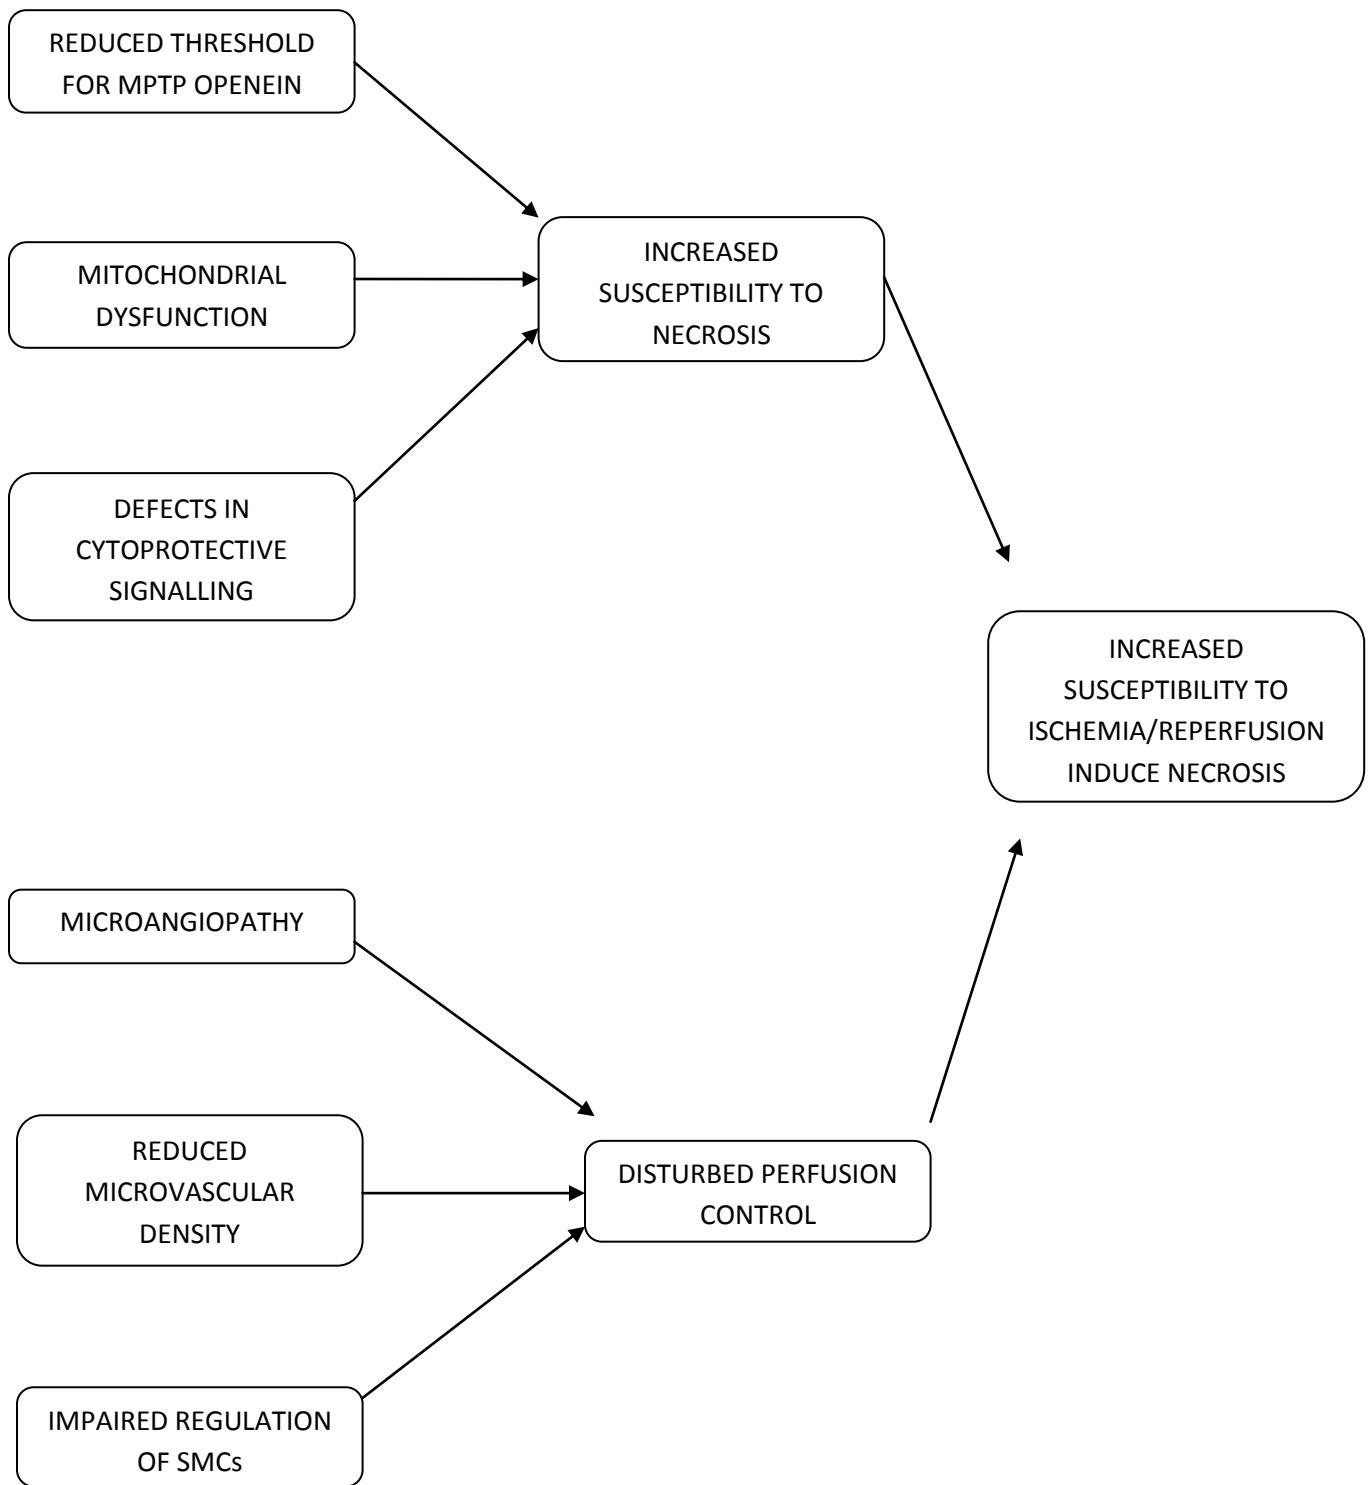 REDUCED THRESHOLD
FOR MPTP OPENEIN
MITOCHONDRIAL
DYSFUNCTION
INCREASED
SUSCEPTIBILITY TO
NECROSIS
DEFECTS IN
CYTOPROTECTIVE
SIGNALLING
INCREASED
SUSCEPTIBILITY TO
ISCHEMIA/REPERFUSION
INDUCE NECROSIS
MICROANGIOPATHY
REDUCED
MICROVASCULAR
DENSITY
DISTURBED PERFUSION
CONTROL
IMPAIRED REGULATION
OF SMCs